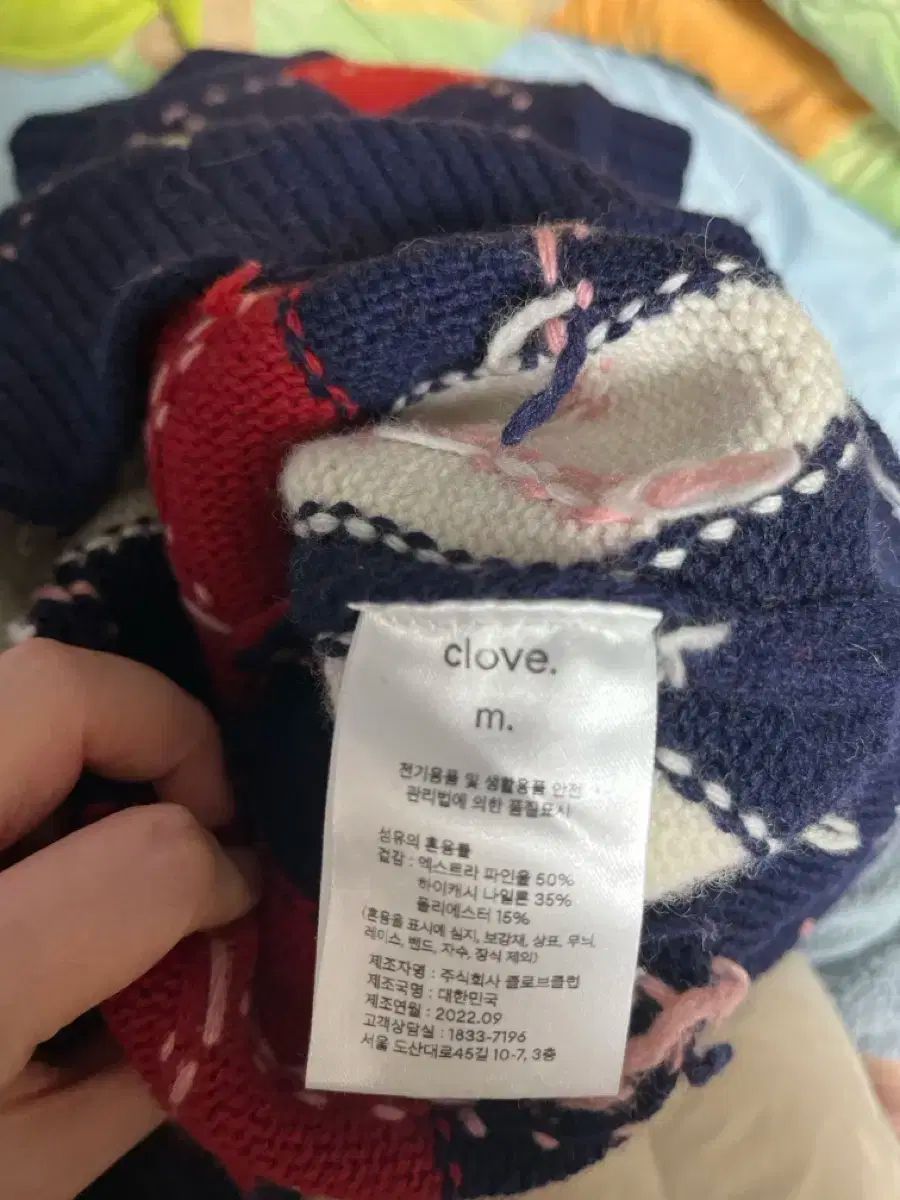 clove.
m.
전기용품 및 생활용품 안전
관리법에 의한 품질표시
섬유의 혼용률
겉감 : 엑스트라 파인울 50%
하이캐시 나일론 35%
폴리에스터 15%
(혼용율 표시에 심지, 보강재, 상표, 무늬,
레이스, 밴드, 자수, 장식 제외)
제조자명 : 주식회사 클로브클럽
제조국명 : 대한민국
제조연월 : 2022.09
고객상담실 : 1833-7196
서울 도산대로45길 10-7, 3층